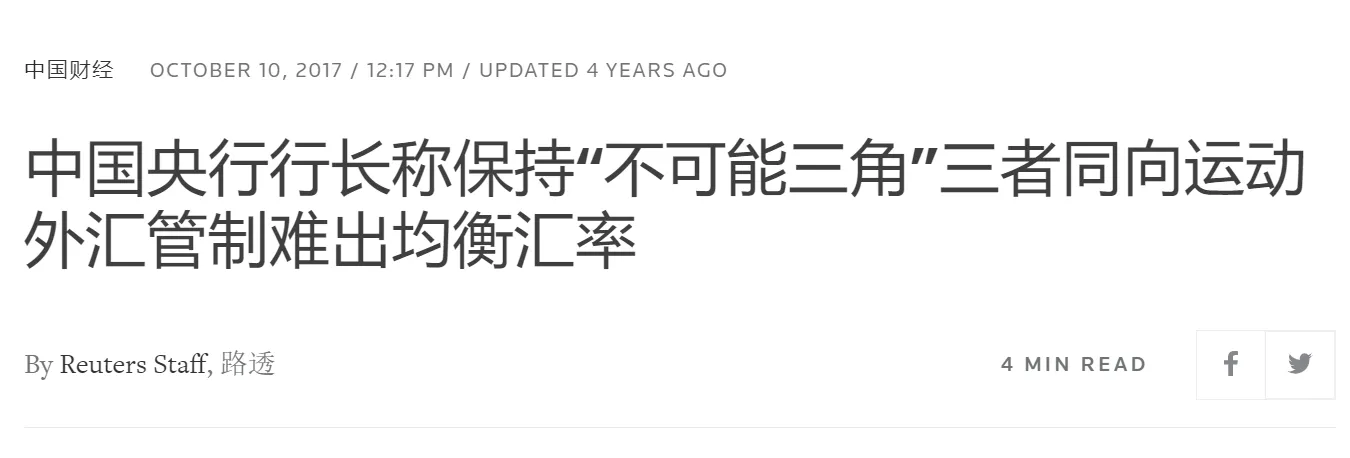 中国财经 OCTOBER 10, 2017 / 12:17 PM / UPDATED 4 YEARS AGO
中国央行行长称保持“不可能三角”三者同向运动
外汇管制难出均衡汇率
By Reuters Staff, 路透 4 MIN READ